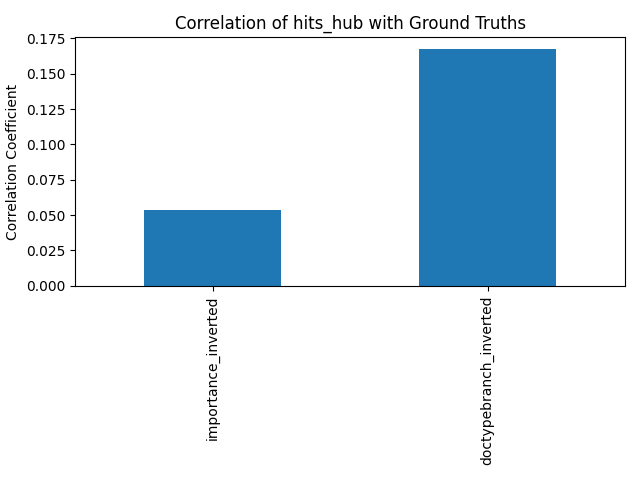 Correlation of hits_hub with Ground Truths
Correlation Coefficient
0.175
0.150
0.125
0.100
0.075
0.050
0.025
0.000
importance_inverted
doctypebranch_inverted